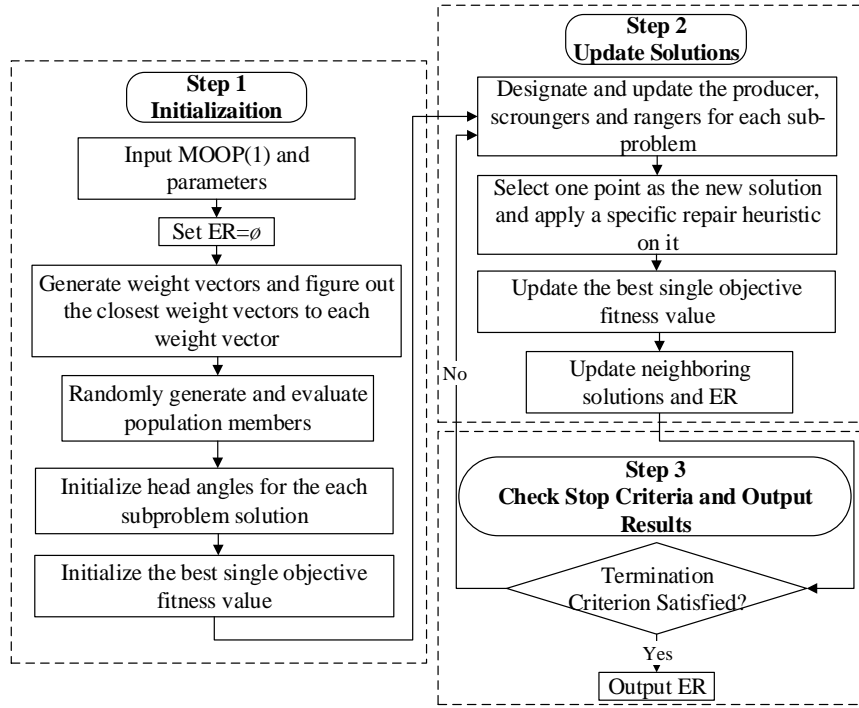 Step 1
Initializaition
Input MOOP(1) and
parameters
Set ER=ø
Generate weight vectors and figure out
the closest weight vectors to each
weight vector
Randomly generate and evaluate
population members
Initialize head angles for the each
subproblem solution
Initialize the best single objective
fitness value
Step 2
Update Solutions
Designate and update the producer,
scroungers and rangers for each sub-
problem
Select one point as the new solution
and apply a specific repair heuristic
on it
Update the best single objective
fitness value
Update neighboring
solutions and ER
No
Step 3
Check Stop Criteria and Output
Results
Termination
Criterion Satisfied?
Yes
Output ER